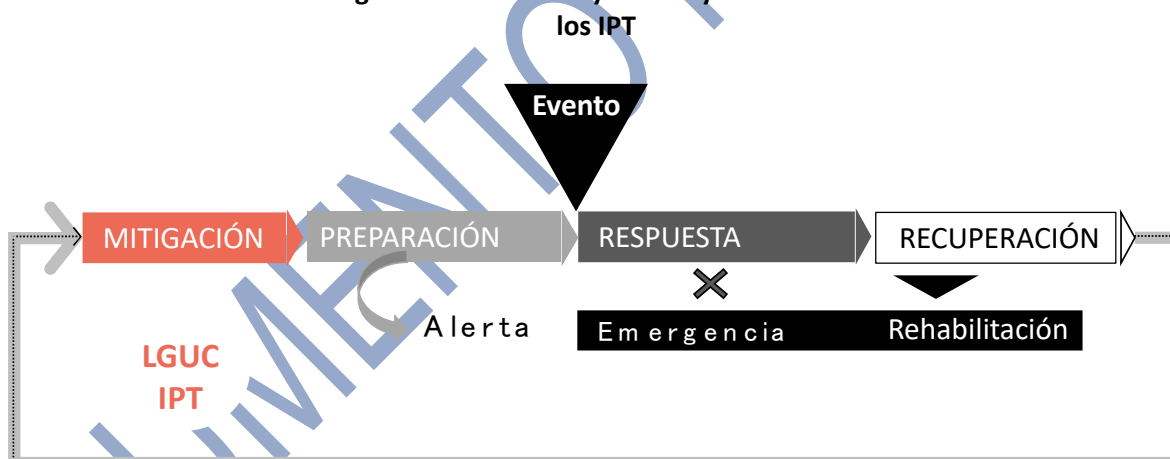 los IPT
Evento
MITIGACIÓN
PREPARACIÓN
RESPUESTA
RECUPERACIÓN
Alerta
Emergencia
Rehabilitación
LGUC
IPT